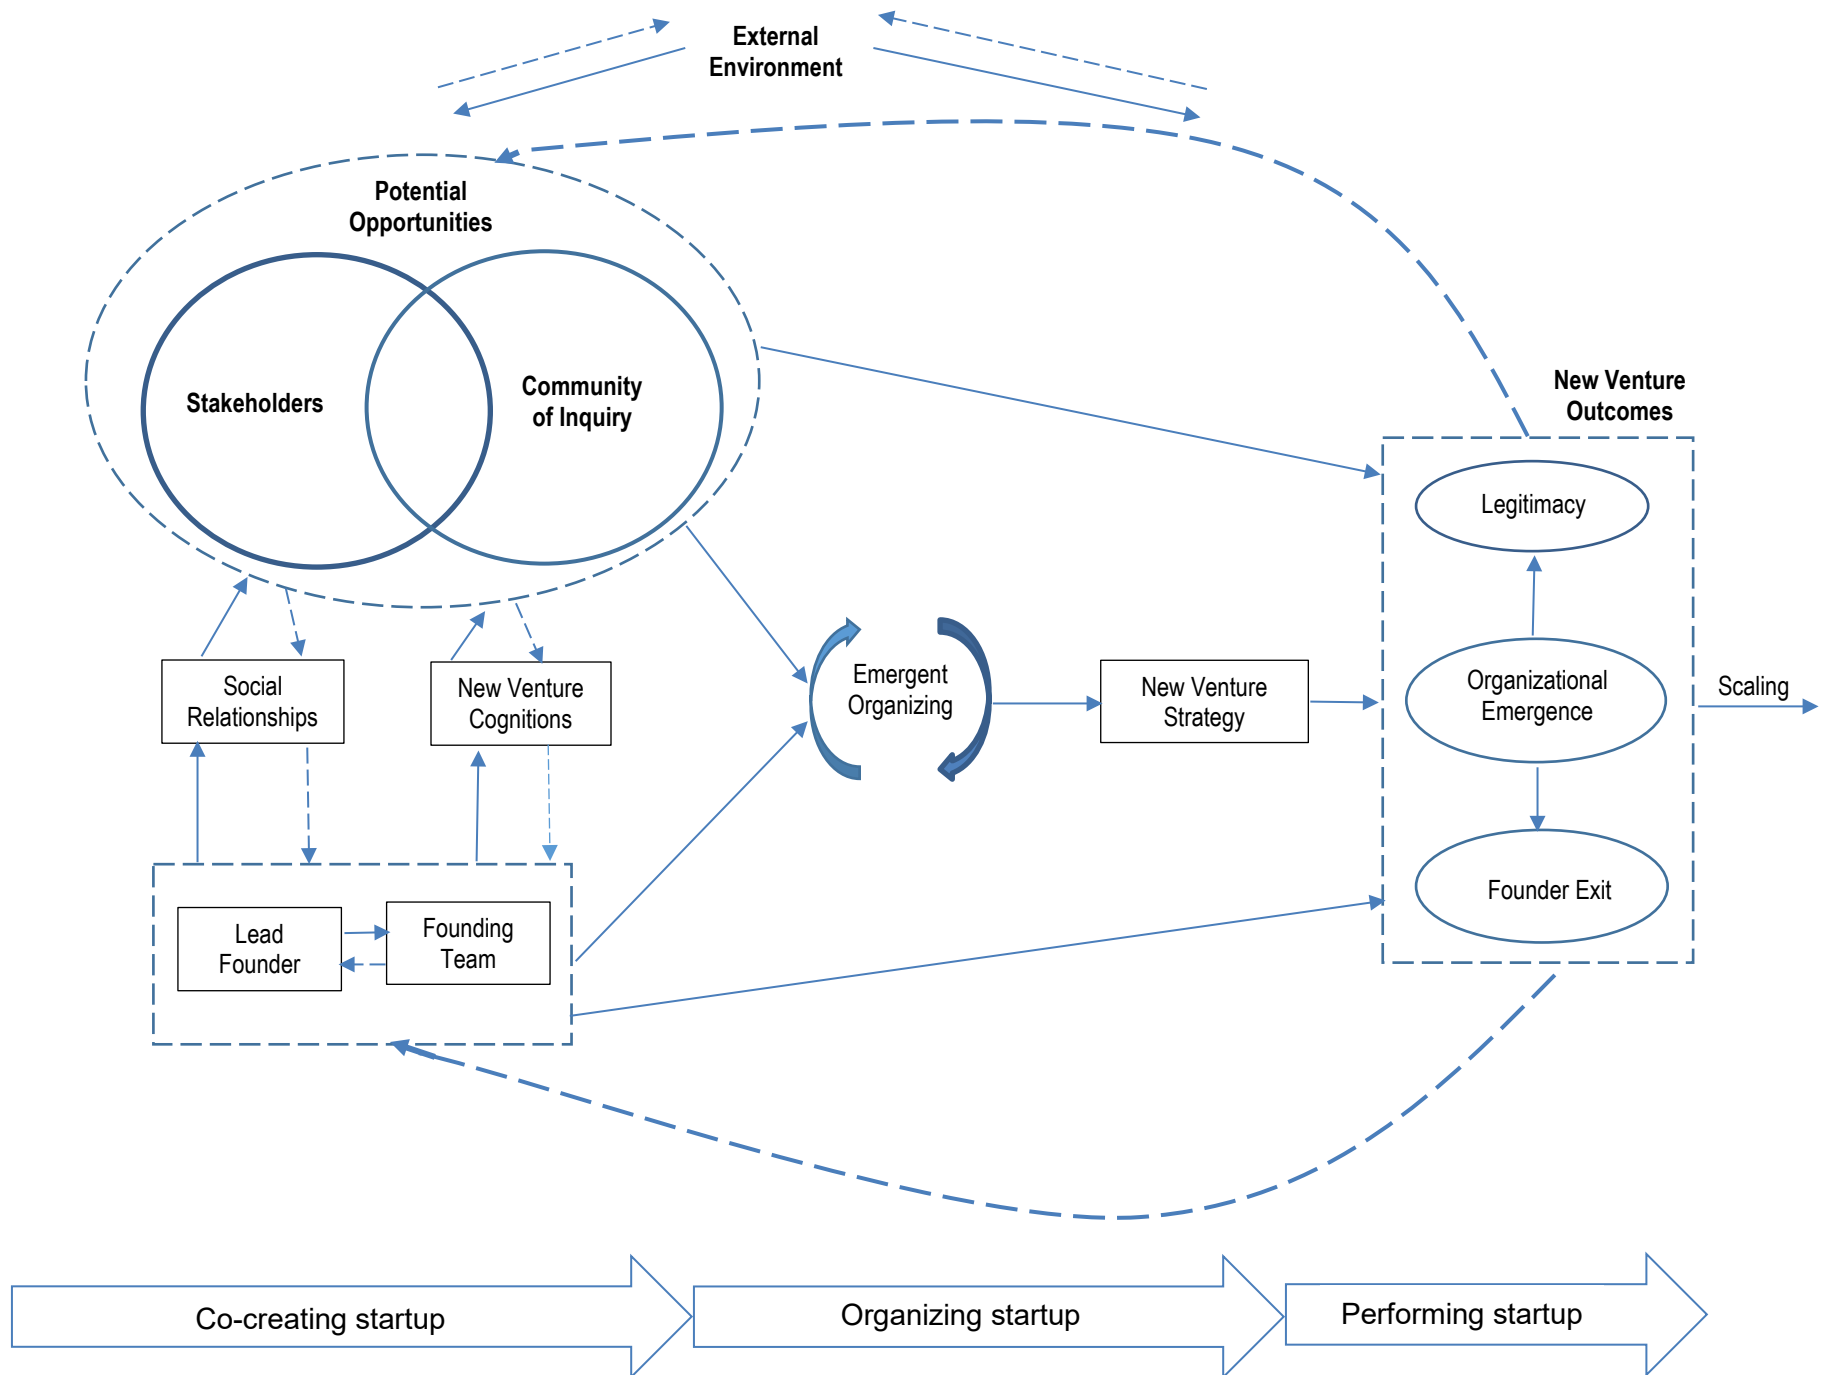 External
Environment
Potential
Opportunities
Stakeholders
Community
of Inquiry
New Venture
Outcomes
Legitimacy
Social
Relationships
New Venture
Cognitions
Emergent
Organizing
New Venture
Strategy
Organizational
Emergence
Scaling
Lead
Founder
Founding
Team
Founder Exit
Co-creating startup
Organizing startup
Performing startup